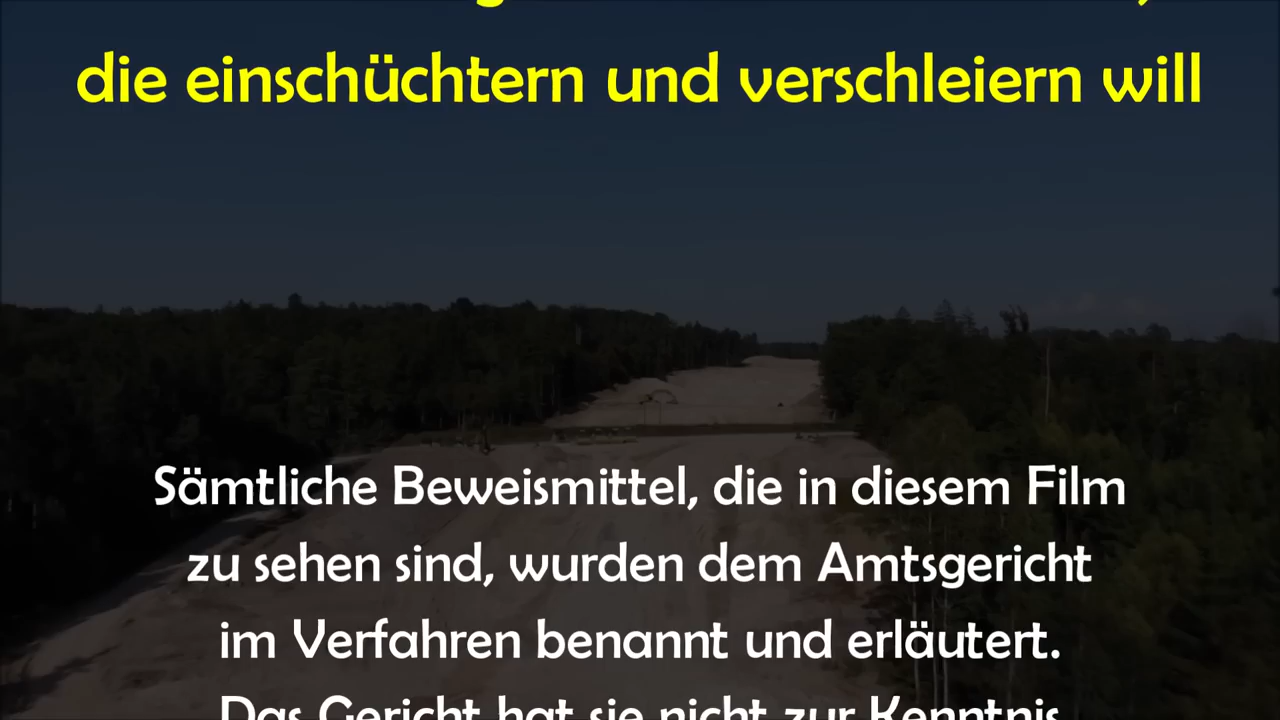 die einschüchtern und verschleiern will
Sämtliche Beweismittel, die in diesem Film
zu sehen sind, wurden dem Amtsgericht
im Verfahren benannt und erläutert.
Das Gericht hat sie nicht zur Kenntnis